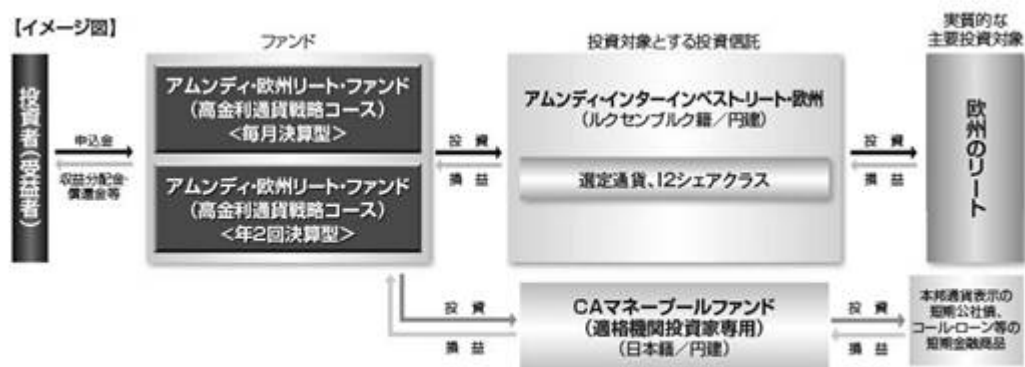 【イメージ図】
投資者(受益者)
申込金
収益分配金・
償還金等
ファンド
アムンディ・欧州リート・ファンド
(高金利通貨戦略コース)
<毎月決算型>
アムンディ・欧州リート・ファンド
(高金利通貨戦略コース)
<年2回決算型>
投資
損益
投資対象とする投資信託
アムンディ・インターインベスト-リート・欧州
(ルクセンブルク籍/円建)
選定通貨、I2シェアクラス
投資
損益
実質的な
主要投資対象
欧州のリート
投資
損益
CAマネープールファンド
(適格機関投資家専用)
(日本籍/円建)
投資
損益
本邦通貨表示の
短期公社債、
コール・ローン等の
短期金融商品